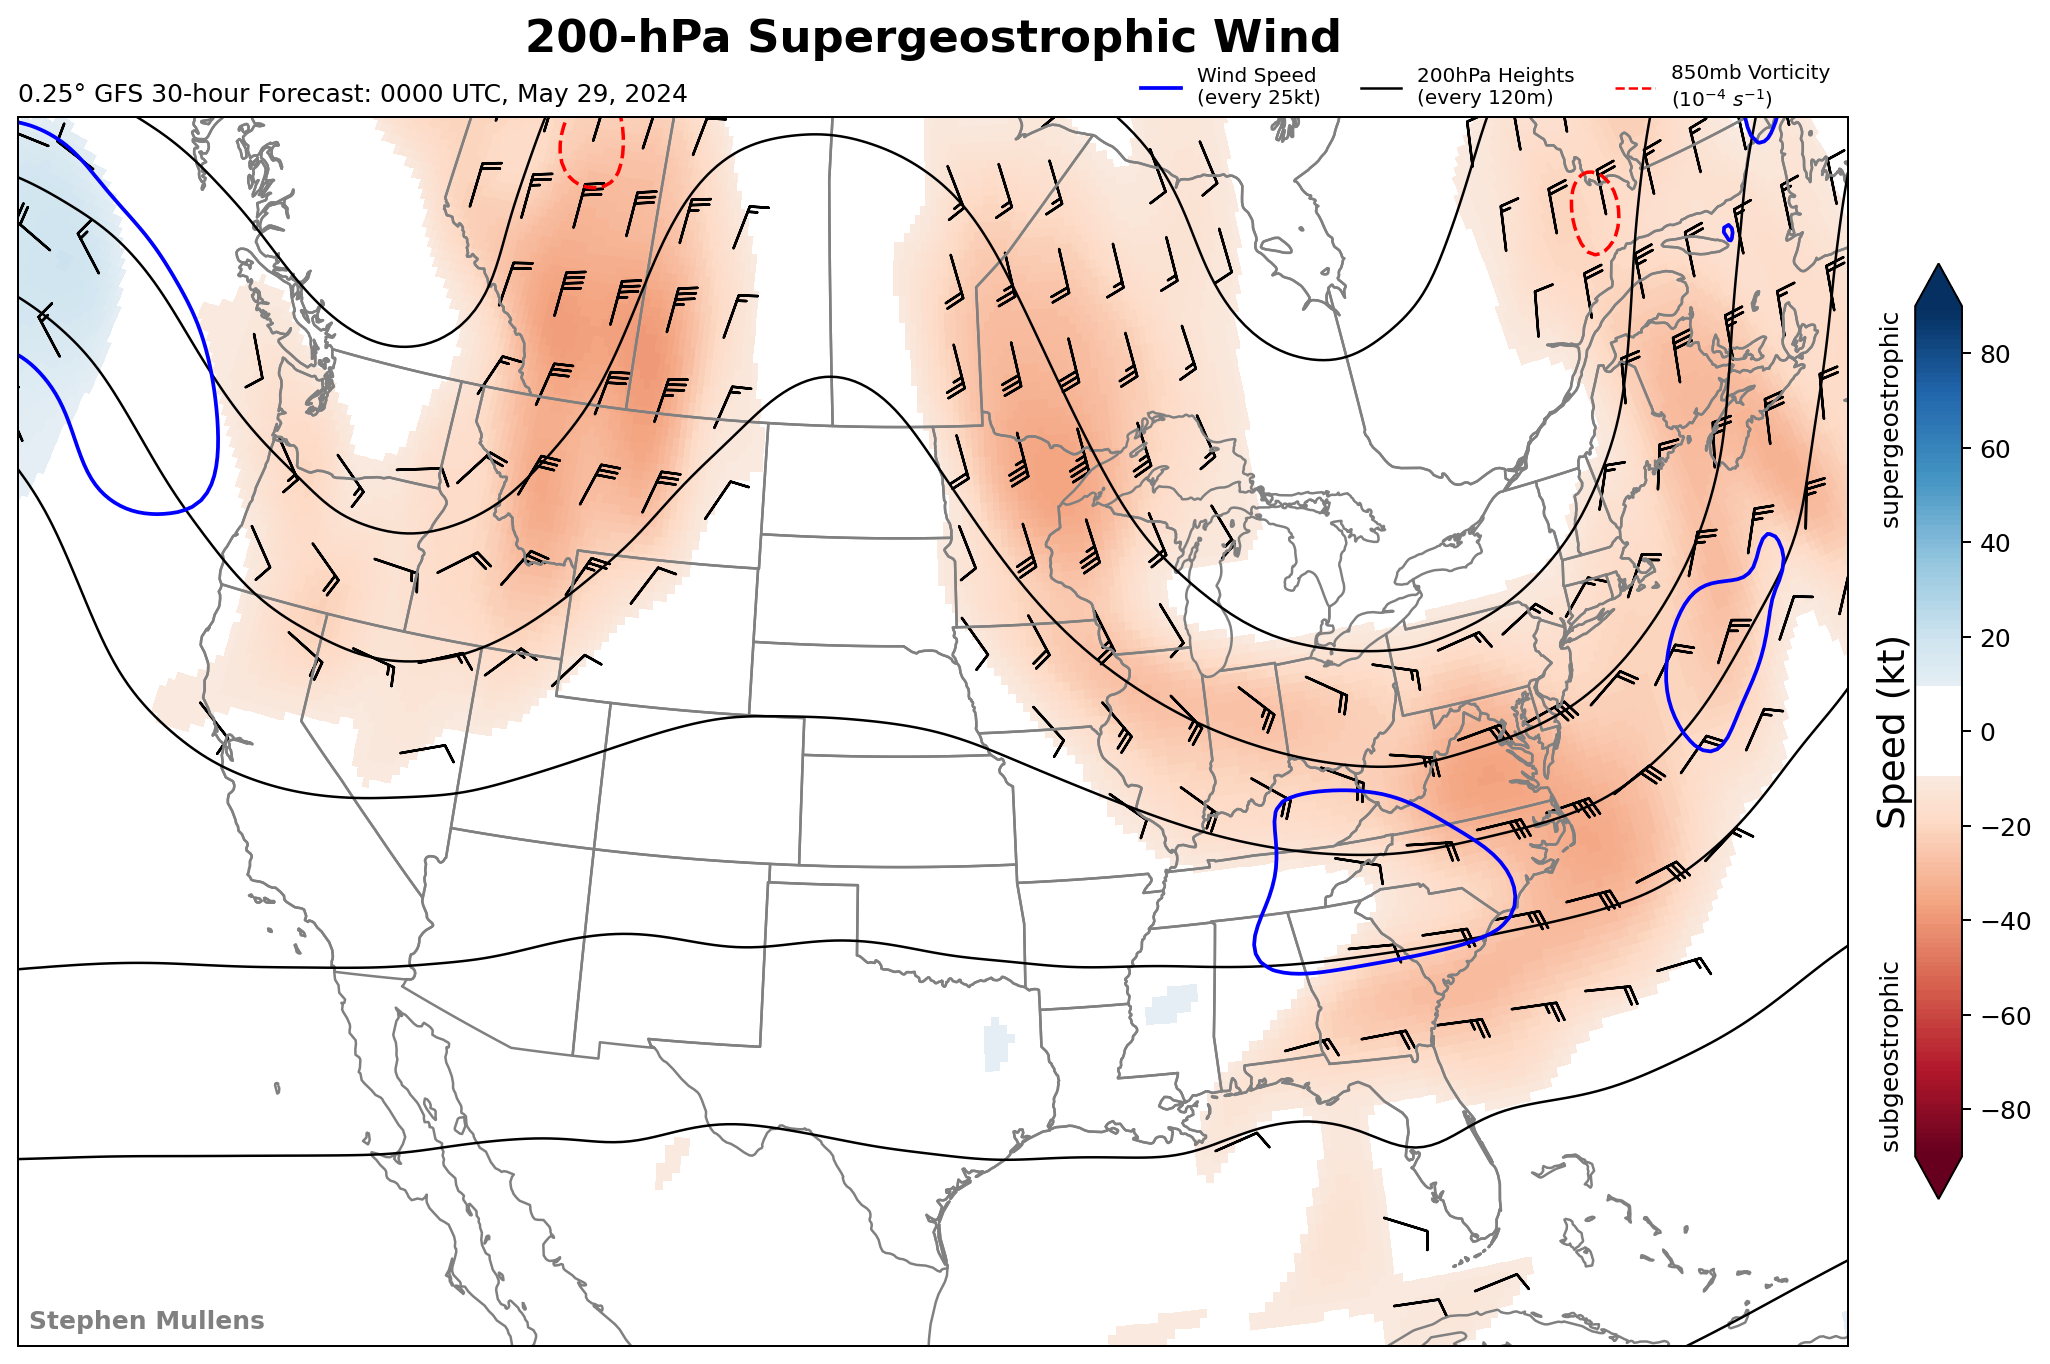 200-hPa Supergeostrophic Wind
0.25° GFS 30-hour Forecast: 0000 UTC, May 29, 2024
Wind Speed
(every 25kt)
200hPa Heights
(every 120m)
850mb Vorticity
(10⁻⁴ s⁻¹)
supergeostrophic
subgeostrophic
Speed (kt)
80
60
40
20
0
−20
−40
−60
−80
Stephen Mullens